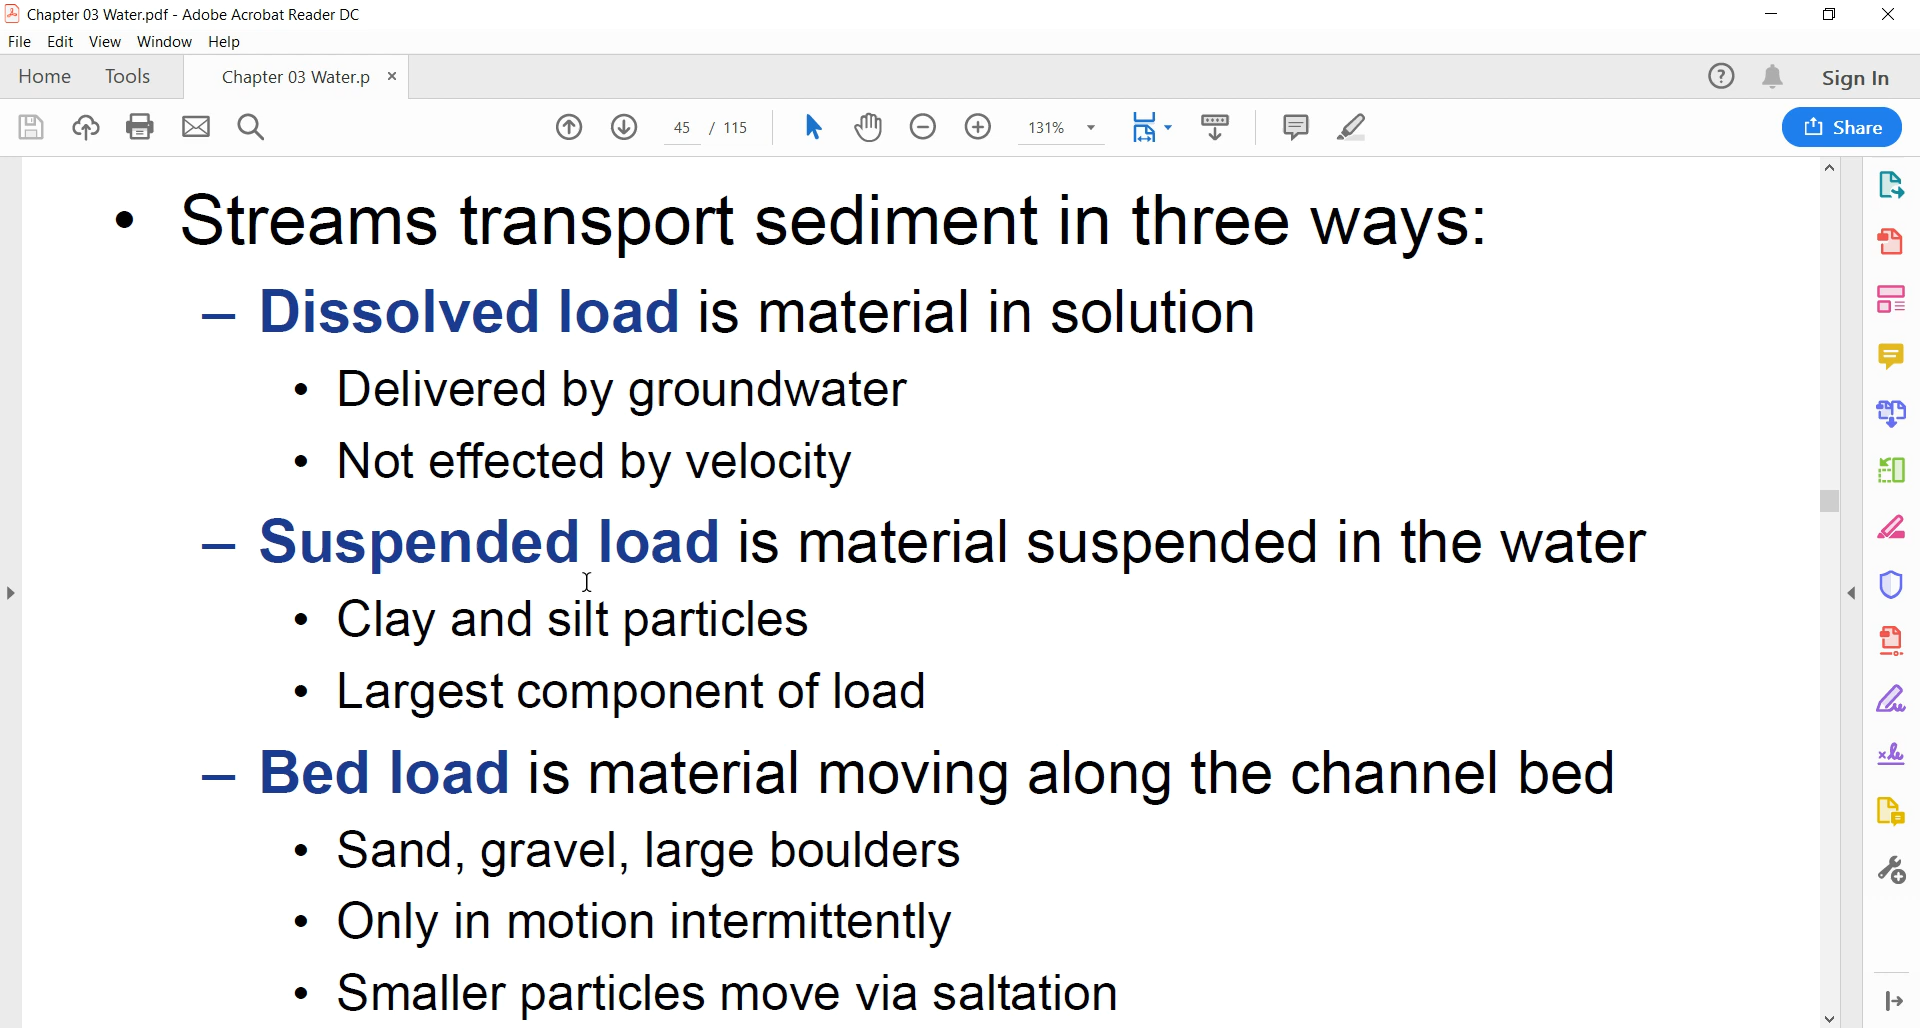 Chapter 03 Water.pdf - Adobe Acrobat Reader DC
File Edit View Window Help
Home Tools Chapter 03 Water.p × Sign In
45 / 115 131% Share
• Streams transport sediment in three ways:
– Dissolved load is material in solution
• Delivered by groundwater
• Not effected by velocity
– Suspended load is material suspended in the water
• Clay and silt particles
• Largest component of load
– Bed load is material moving along the channel bed
• Sand, gravel, large boulders
• Only in motion intermittently
• Smaller particles move via saltation